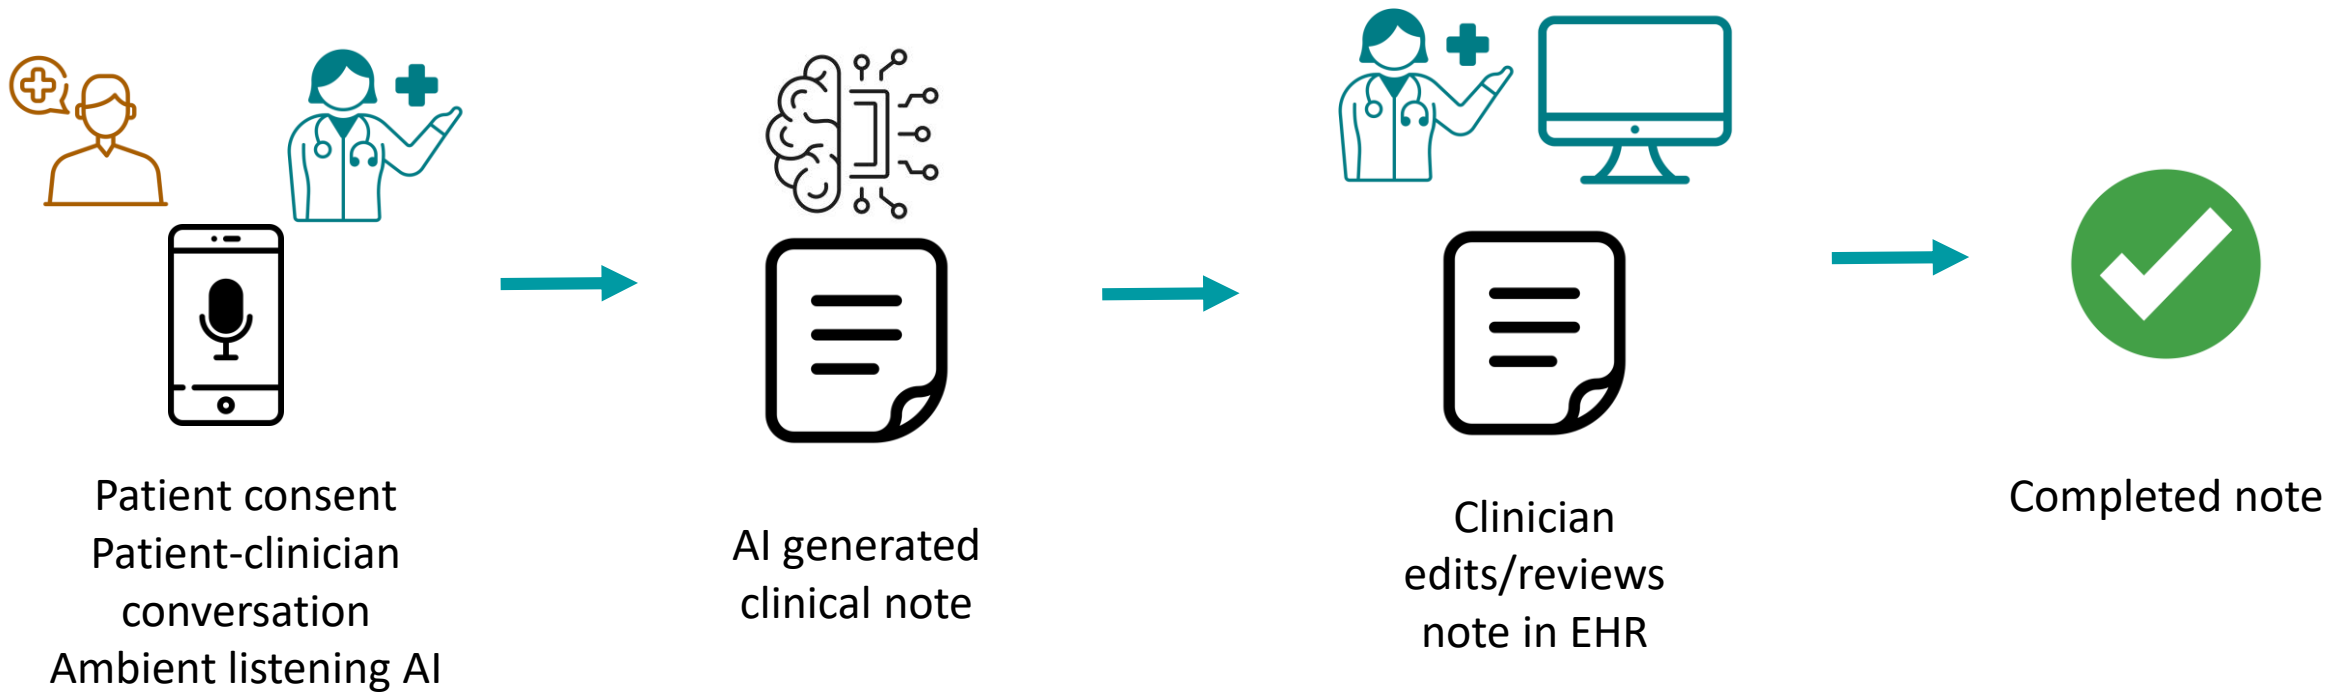 Patient consent
Patient-clinician
conversation
Ambient listening AI
AI generated
clinical note
Clinician
edits/reviews
note in EHR
Completed note